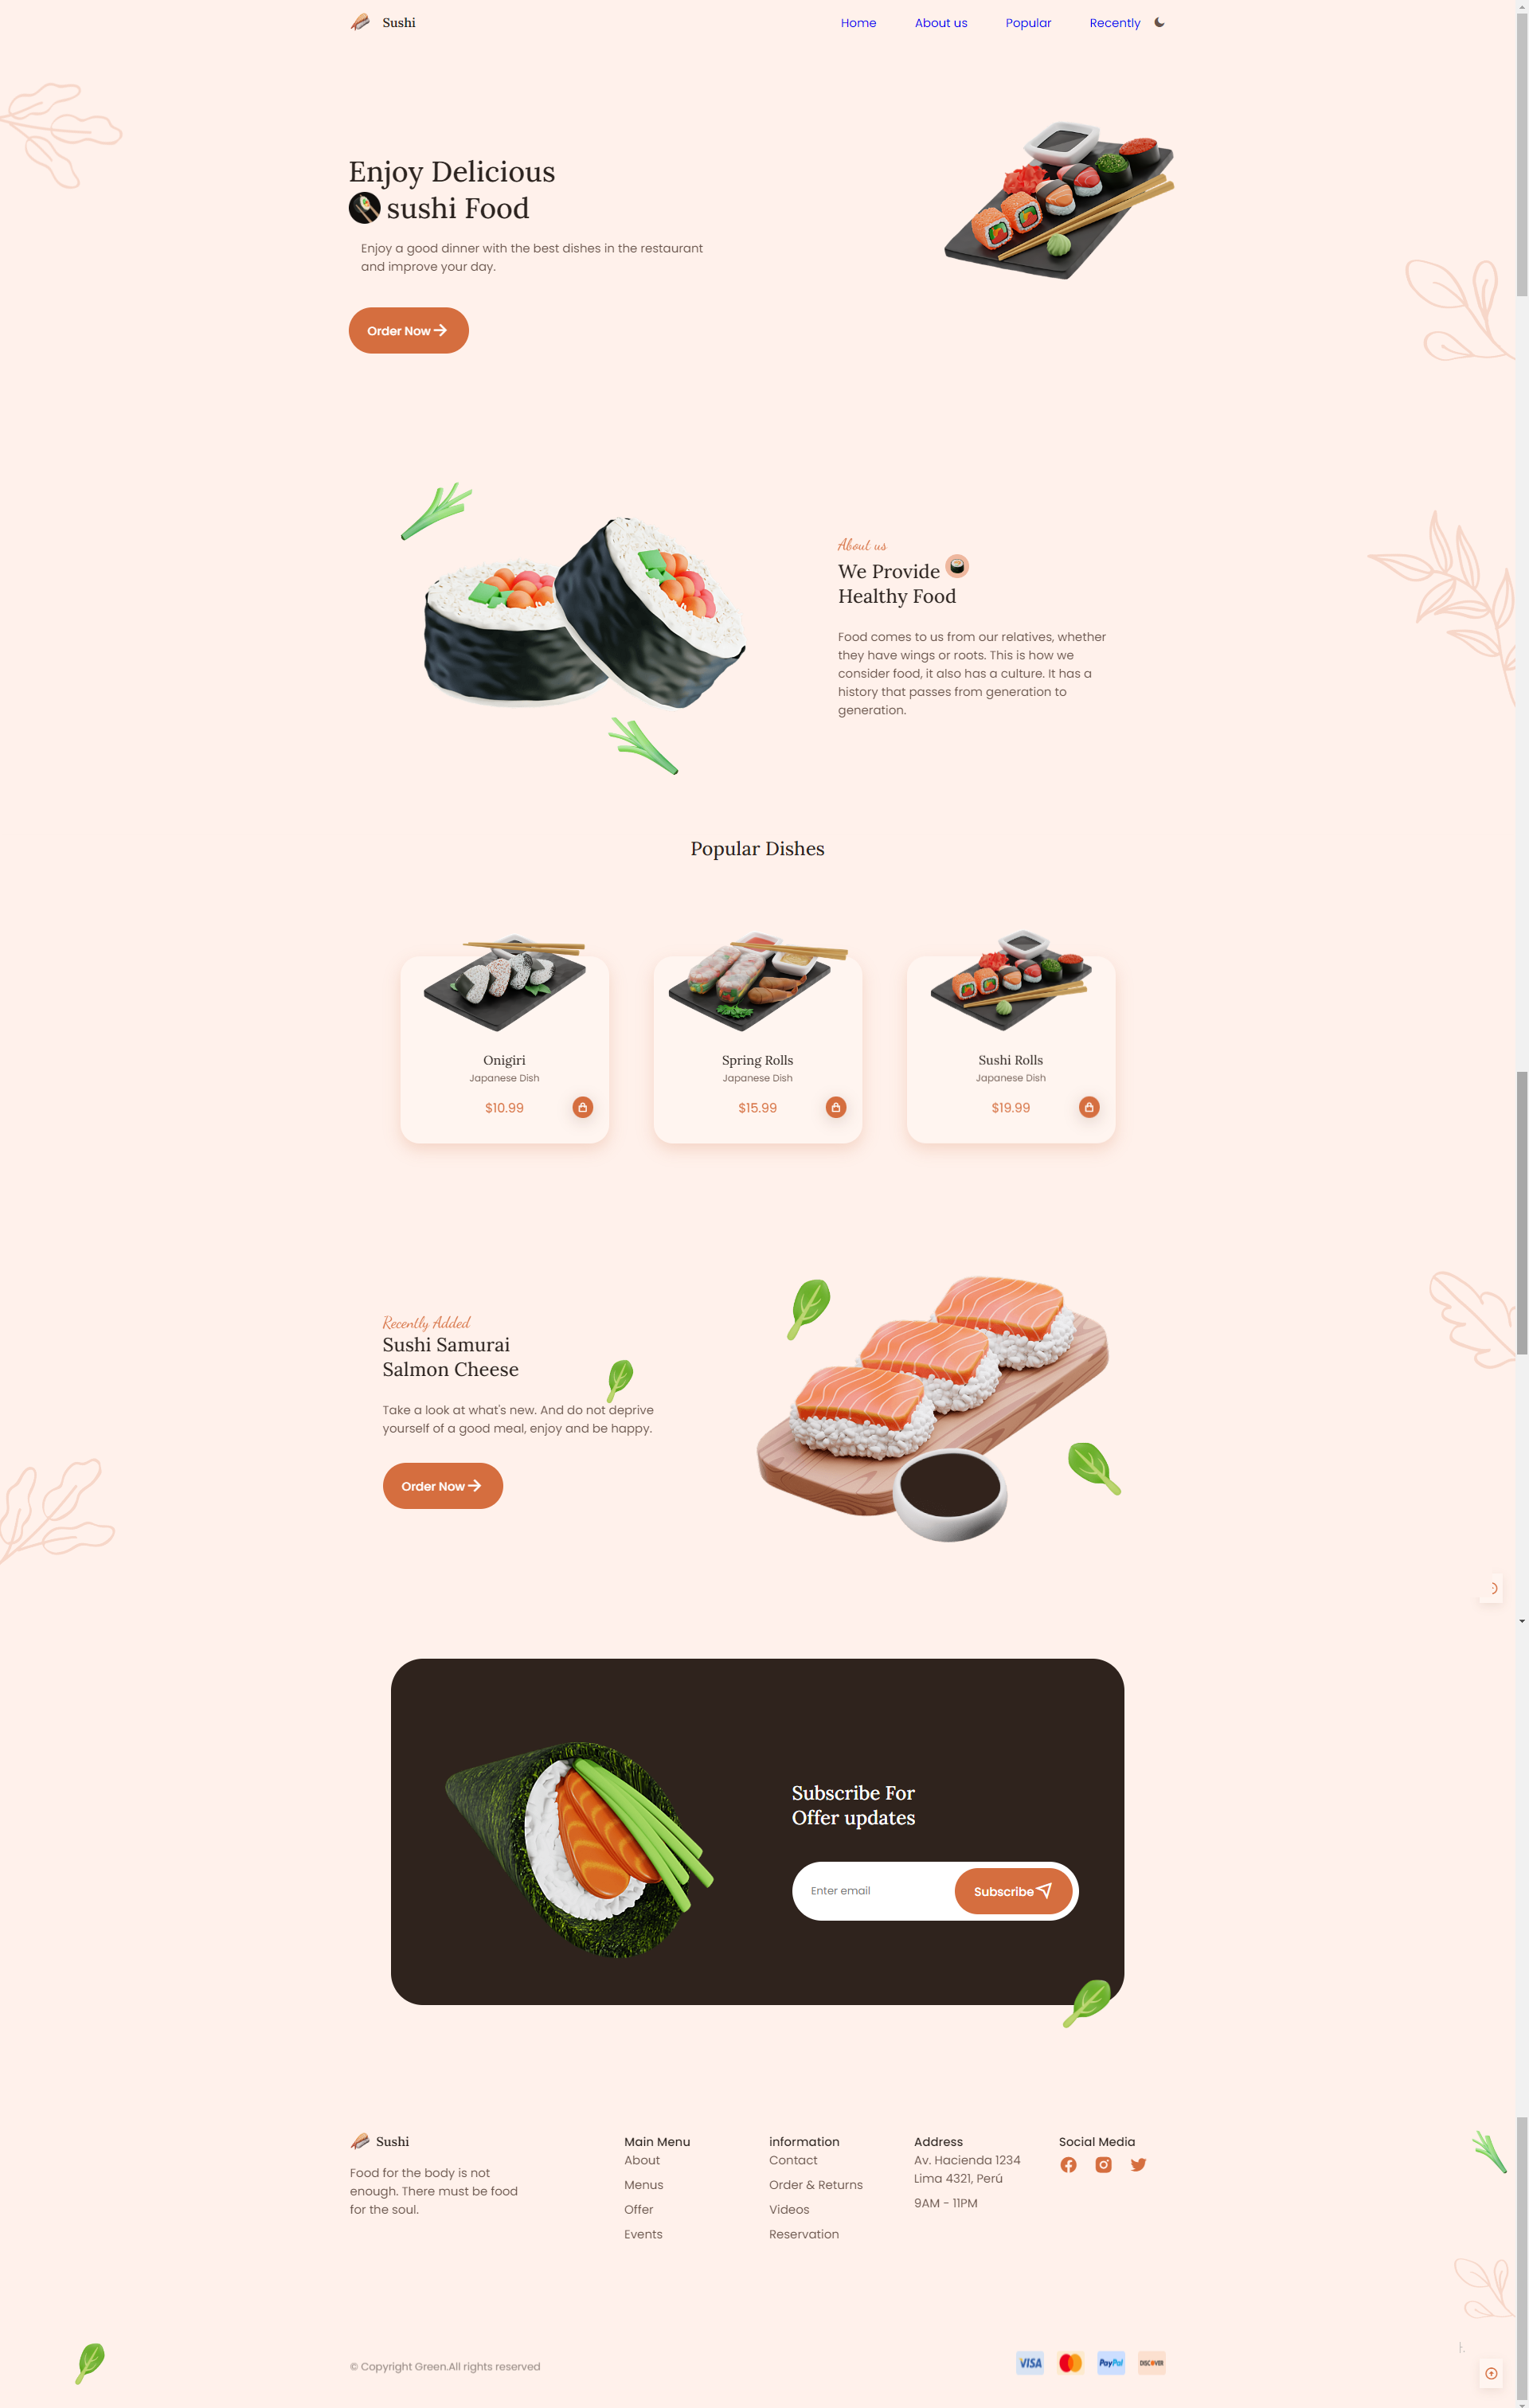 Sushi
Home
About us
Popular
Recently
Enjoy Delicious
sushi Food
Enjoy a good dinner with the best dishes in the restaurant
and improve your day.
Order Now
About us
We Provide
Healthy Food
Food comes to us from our relatives, whether
they have wings or roots. This is how we
consider food, it also has a culture. It has a
history that passes from generation to
generation.
Popular Dishes
Onigiri
Japanese Dish
$10.99
Spring Rolls
Japanese Dish
$15.99
Sushi Rolls
Japanese Dish
$19.99
Recently Added
Sushi Samurai
Salmon Cheese
Take a look at what's new. And do not deprive
yourself of a good meal, enjoy and be happy.
Order Now
Subscribe For
Offer updates
Enter email
Subscribe
Sushi
Food for the body is not
enough. There must be food
for the soul.
Main Menu
About
Menus
Offer
Events
information
Contact
Order & Returns
Videos
Reservation
Address
Av. Hacienda 1234
Lima 4321, Perú
9AM - 11PM
Social Media
© Copyright Green.All rights reserved
VISA
PayPal
DISCOVER